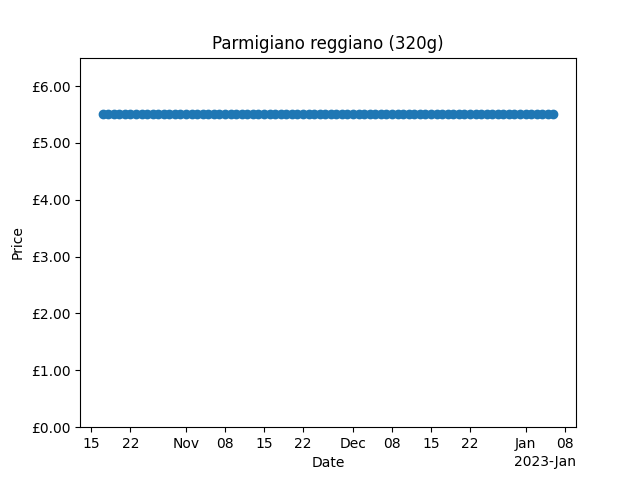 Parmigiano reggiano (320g)
£6.00
£5.00
£4.00
£3.00
£2.00
£1.00
£0.00
Price
15 22 Nov 08 15 22 Dec 08 15 22 Jan 08
Date
2023-Jan